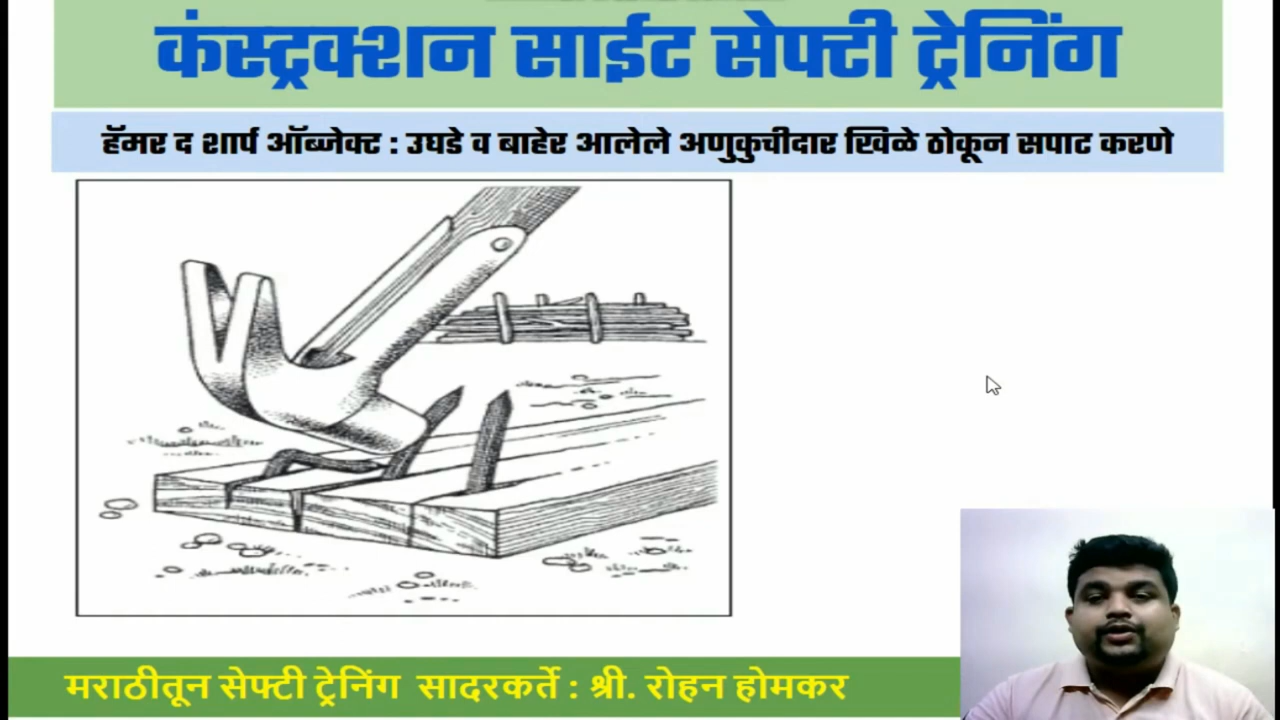 कंस्ट्रक्शन साईट सेफ्टी ट्रेनिंग
हॅमर द शार्प ऑब्जेक्ट : उघडे व बाहेर आलेले अणुकुचीदार खिळे ठोकून सपाट करणे
मराठीतून सेफ्टी ट्रेनिंग सादरकर्ते : श्री. रोहन होमकर